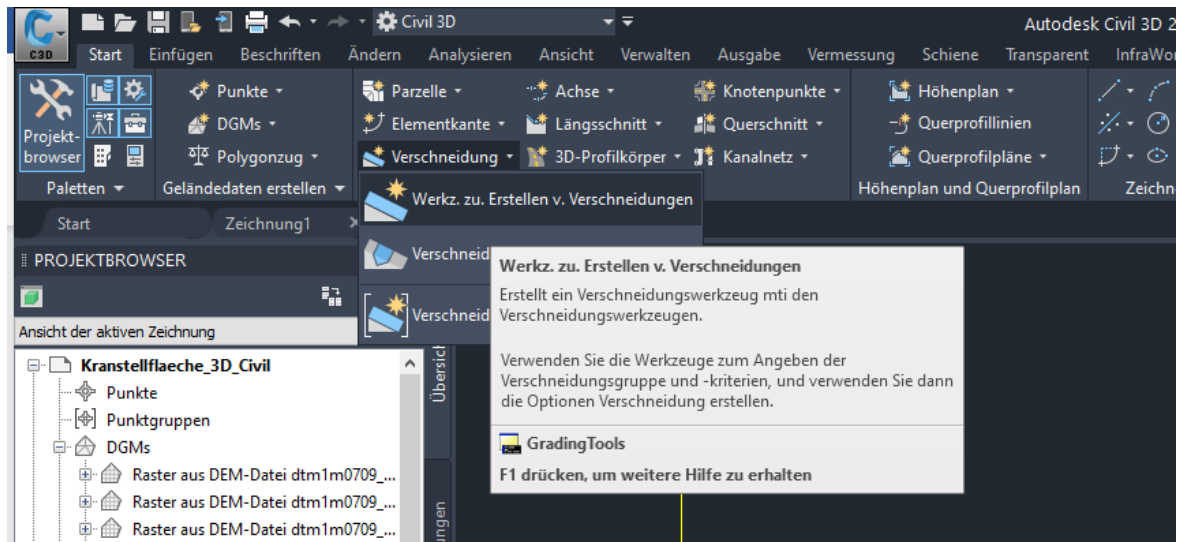 C3D
Civil 3D
Autodesk Civil 3D 2
Start Einfügen Beschriften Ändern Analysieren Ansicht Verwalten Ausgabe Vermessung Schiene Transparent InfraWor
Punkte Parzelle Achse Knotenpunkte Höhenplan
Projekt-
browser
DGMs Elementkante Längsschnitt Querschnitt Querprofillinien
Polygonzug Verschneidung 3D-Profilkörper Kanalnetz Querprofilpläne
Paletten Geländedaten erstellen Höhenplan und Querprofilplan Zeichn
Werkz. zu. Erstellen v. Verschneidungen
Start Zeichnung1
Verschneid
Verschneid
PROJEKTBROWSER
Ansicht der aktiven Zeichnung
Werkz. zu. Erstellen v. Verschneidungen
Erstellt ein Verschneidungswerkzeug mti den
Verschneidungswerkzeugen.
Verwenden Sie die Werkzeuge zum Angeben der
Verschneidungsgruppe und -kriterien, und verwenden Sie dann
die Optionen Verschneidung erstellen.
GradingTools
F1 drücken, um weitere Hilfe zu erhalten
Kranstellflaeche_3D_Civil
Punkte
Punktgruppen
DGMs
Raster aus DEM-Datei dtm1m0709_...
Raster aus DEM-Datei dtm1m0709_...
Raster aus DEM-Datei dtm1m0709_...
Übersich
ungen